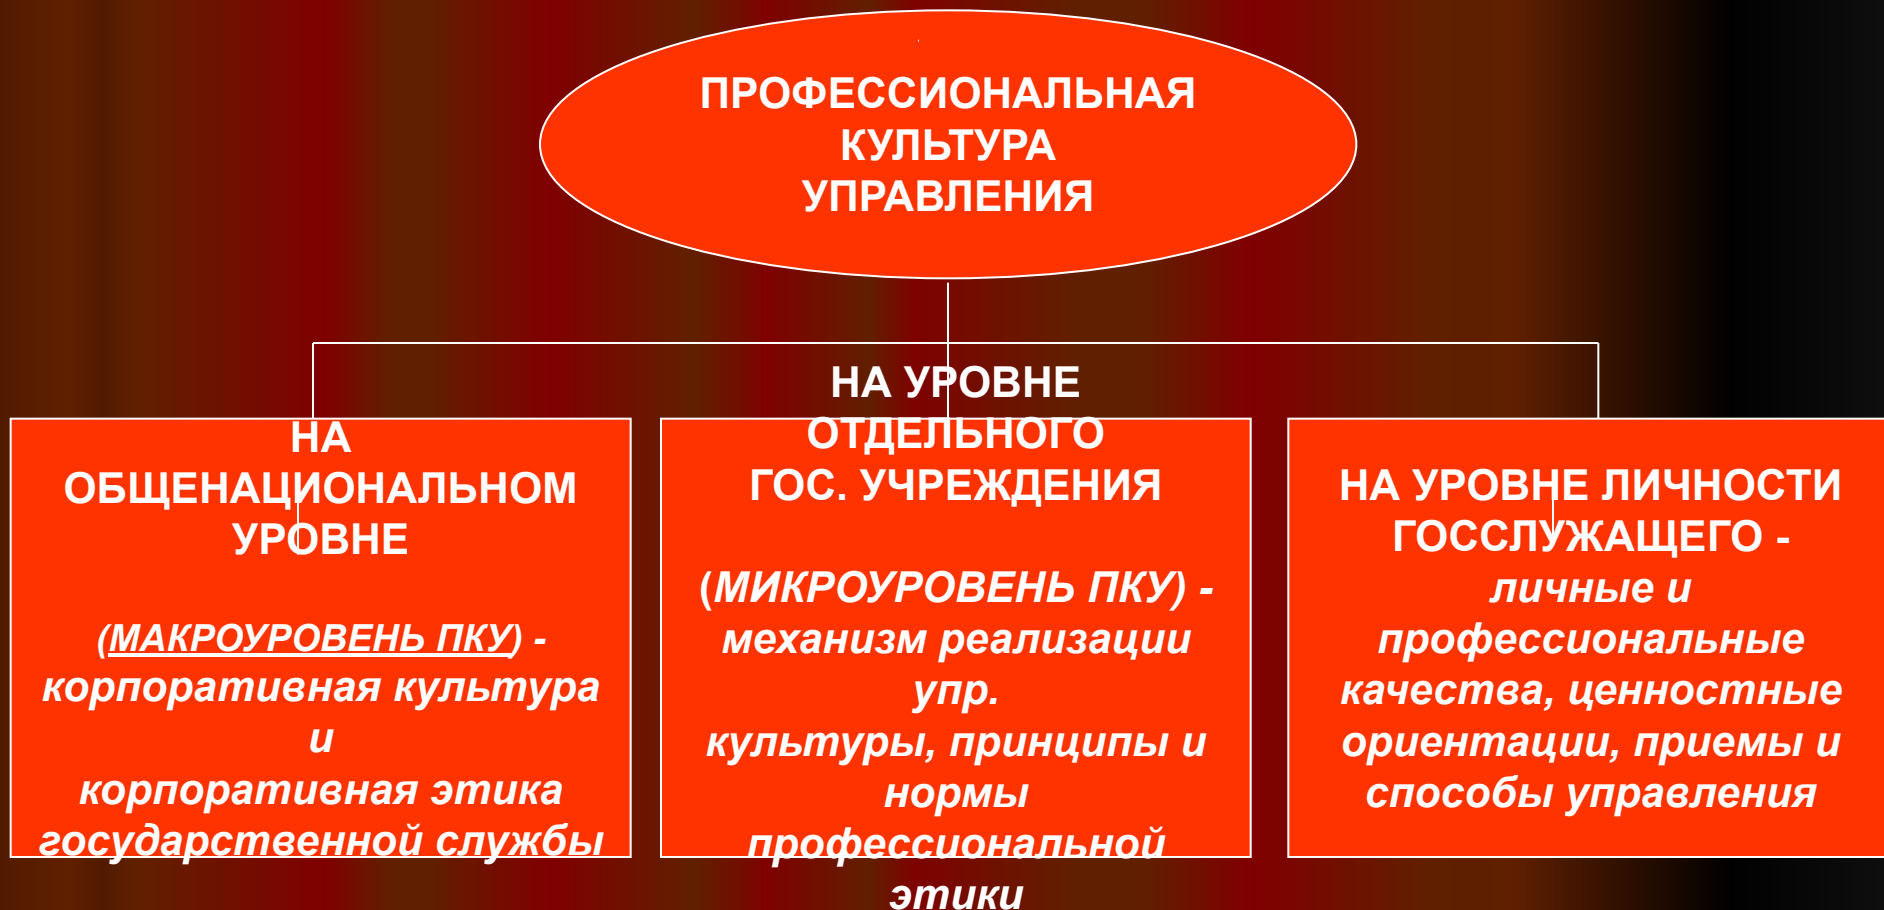 ПРОФЕССИОНАЛЬНАЯ
КУЛЬТУРА
УПРАВЛЕНИЯ
НА
ОБЩЕНАЦИОНАЛЬНОМ
УРОВНЕ
(МАКРОУРОВЕНЬ ПКУ) -
корпоративная культура
и
корпоративная этика
государственной службы
НА УРОВНЕ
ОТДЕЛЬНОГО
ГОС. УЧРЕЖДЕНИЯ
(МИКРОУРОВЕНЬ ПКУ) -
механизм реализации
упр.
культуры, принципы и
нормы
профессиональной
этики
НА УРОВНЕ ЛИЧНОСТИ
ГОССЛУЖАЩЕГО -
личные и
профессиональные
качества, ценностные
ориентации, приемы и
способы управления